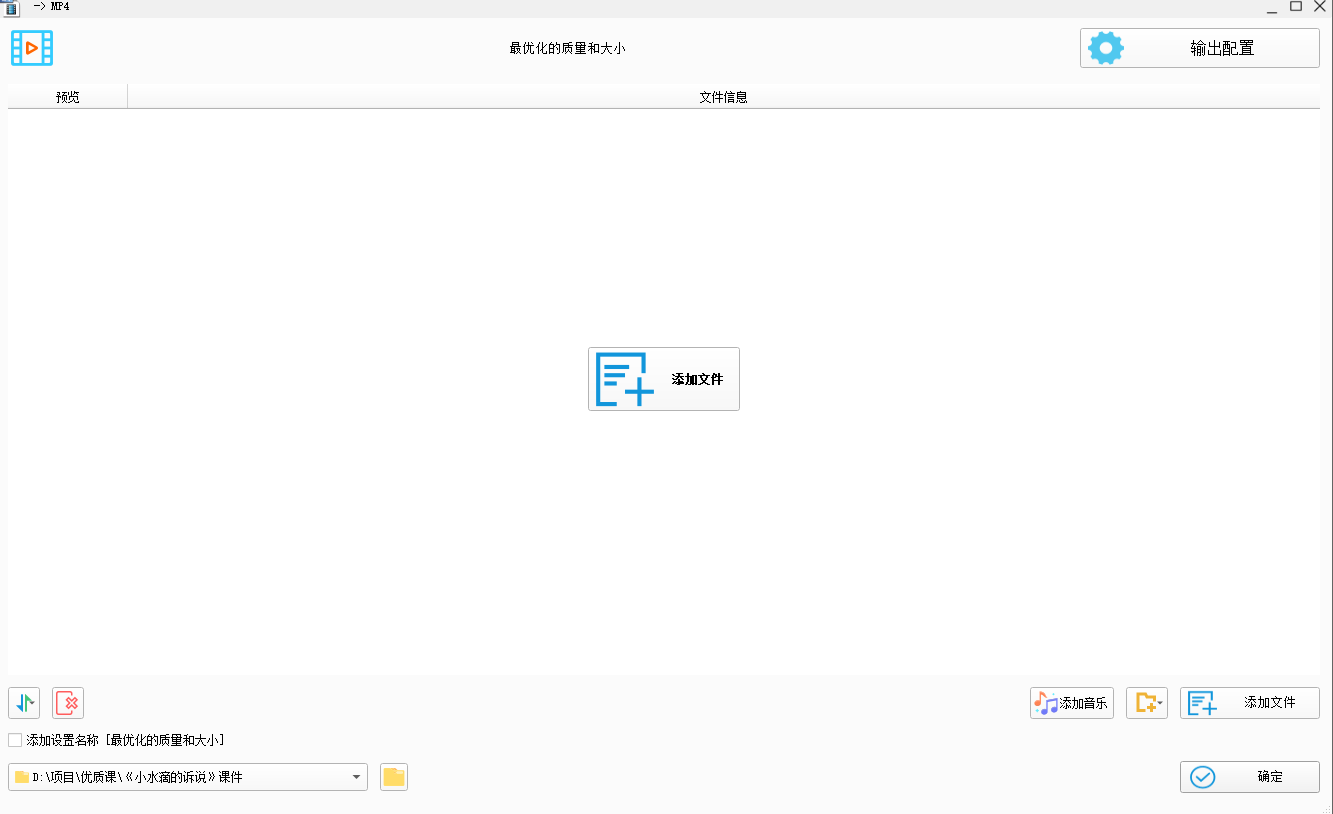 -> MP4
最优化的质量和大小
输出配置
预览
文件信息
添加文件
添加音乐
添加文件
添加设置名称 [最优化的质量和大小]
D:\项目\优质课\《小水滴的诉说》课件
确定